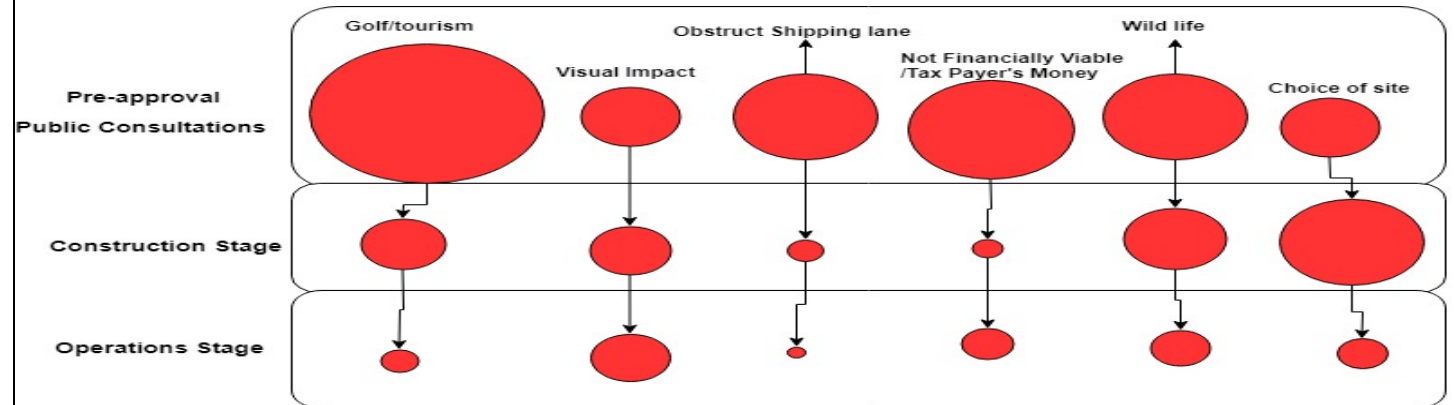 Golf/tourism
Visual Impact
Obstruct Shipping lane
Not Financially Viable
/Tax Payer's Money
Wild life
Choice of site
Pre-approval
Public Consultations
Construction Stage
Operations Stage